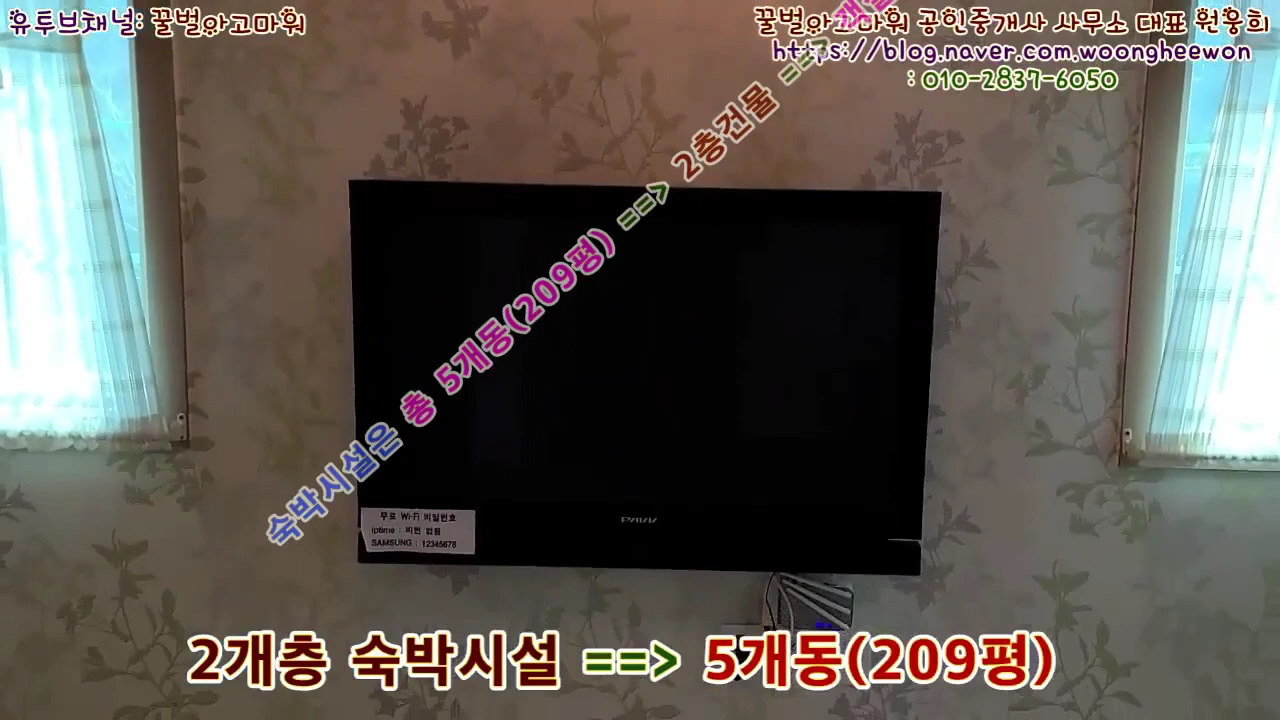 유투브채널: 꿀벌아고마워
꿀벌아고마워 공인중개사 사무소 대표 원웅희
https://blog.naver.com.woongheewon
: 010-2837-6050
숙박시설은 총 5개동(209평) ==> 2층건물 ==>
무료 Wi-Fi 비밀번호
iptime : 비번 없음
SAMSUNG : 12345678
PAVV
2개층 숙박시설 ==> 5개동(209평)